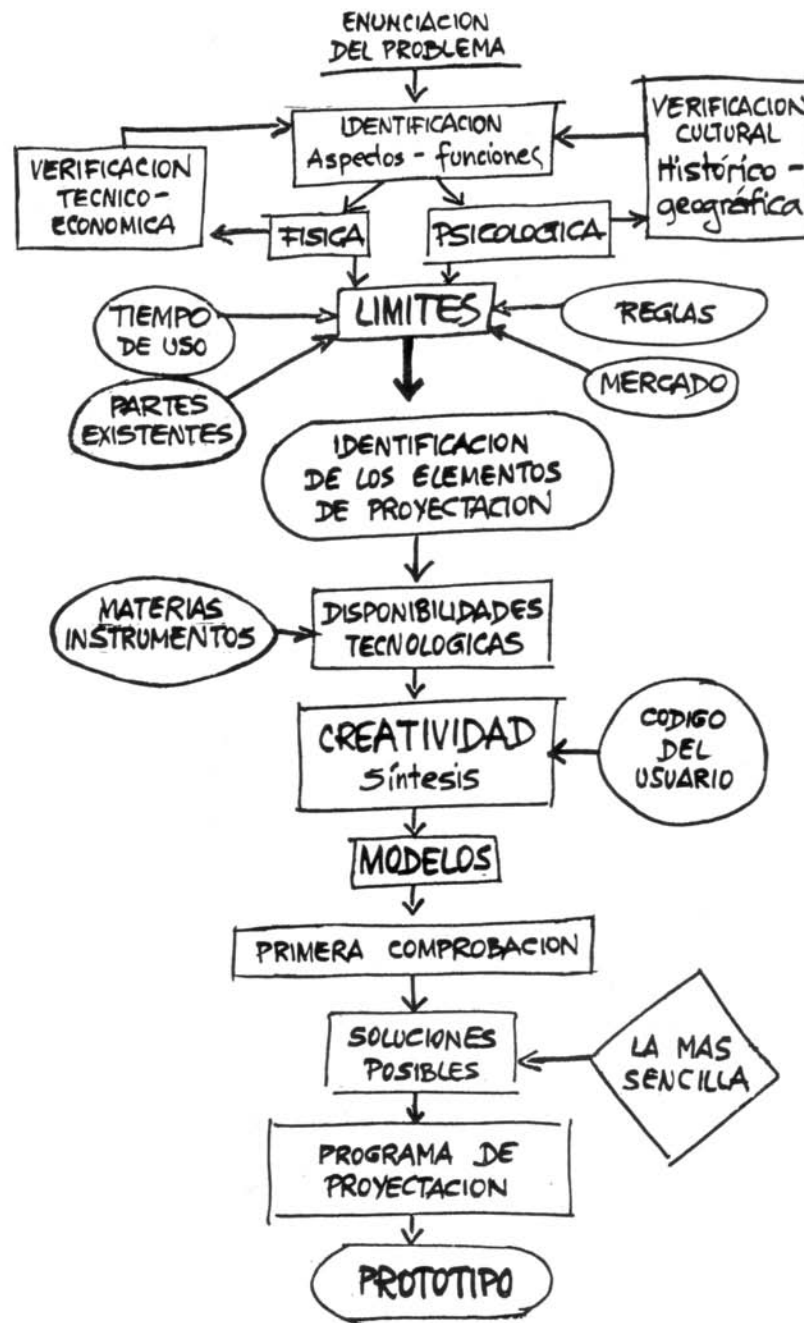 ENUNCIACION
DEL PROBLEMA
IDENTIFICACION
Aspectos - funciones
VERIFICACION
TECNICO-
ECONOMICA
VERIFICACION
CULTURAL
Histórico -
geográfica
FISICA
PSICOLOGICA
LIMITES
TIEMPO
DE USO
REGLAS
PARTES
EXISTENTES
MERCADO
IDENTIFICACION
DE LOS ELEMENTOS
DE PROYECTACION
MATERIAS
INSTRUMENTOS
DISPONIBILIDADES
TECNOLOGICAS
CREATIVIDAD
Síntesis
CODIGO
DEL
USUARIO
MODELOS
PRIMERA COMPROBACION
SOLUCIONES
POSIBLES
LA MAS
SENCILLA
PROGRAMA DE
PROYECTACION
PROTOTIPO